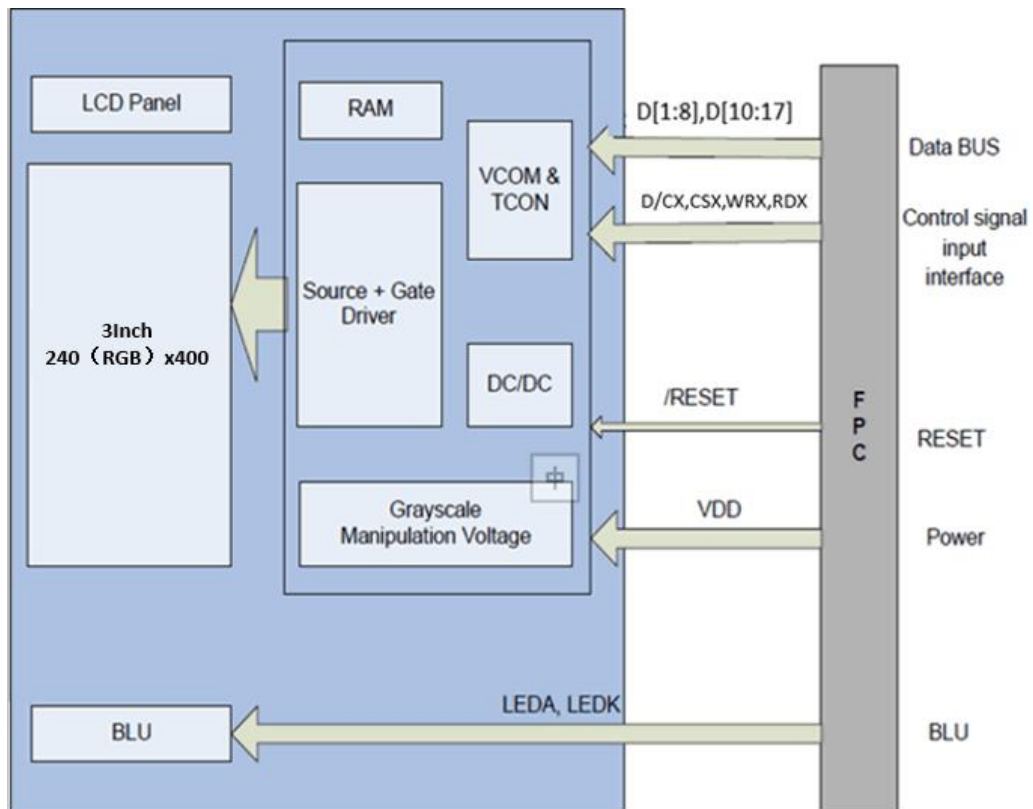 LCD Panel
RAM
D[1:8],D[10:17]
Data BUS
VCOM &
TCON
D/CX,CSX,WRX,RDX
Control signal
input
interface
Source + Gate
Driver
3Inch
240（RGB）x400
DC/DC
/RESET
F
P
C
RESET
中
Grayscale
Manipulation Voltage
VDD
Power
LEDA, LEDK
BLU
BLU